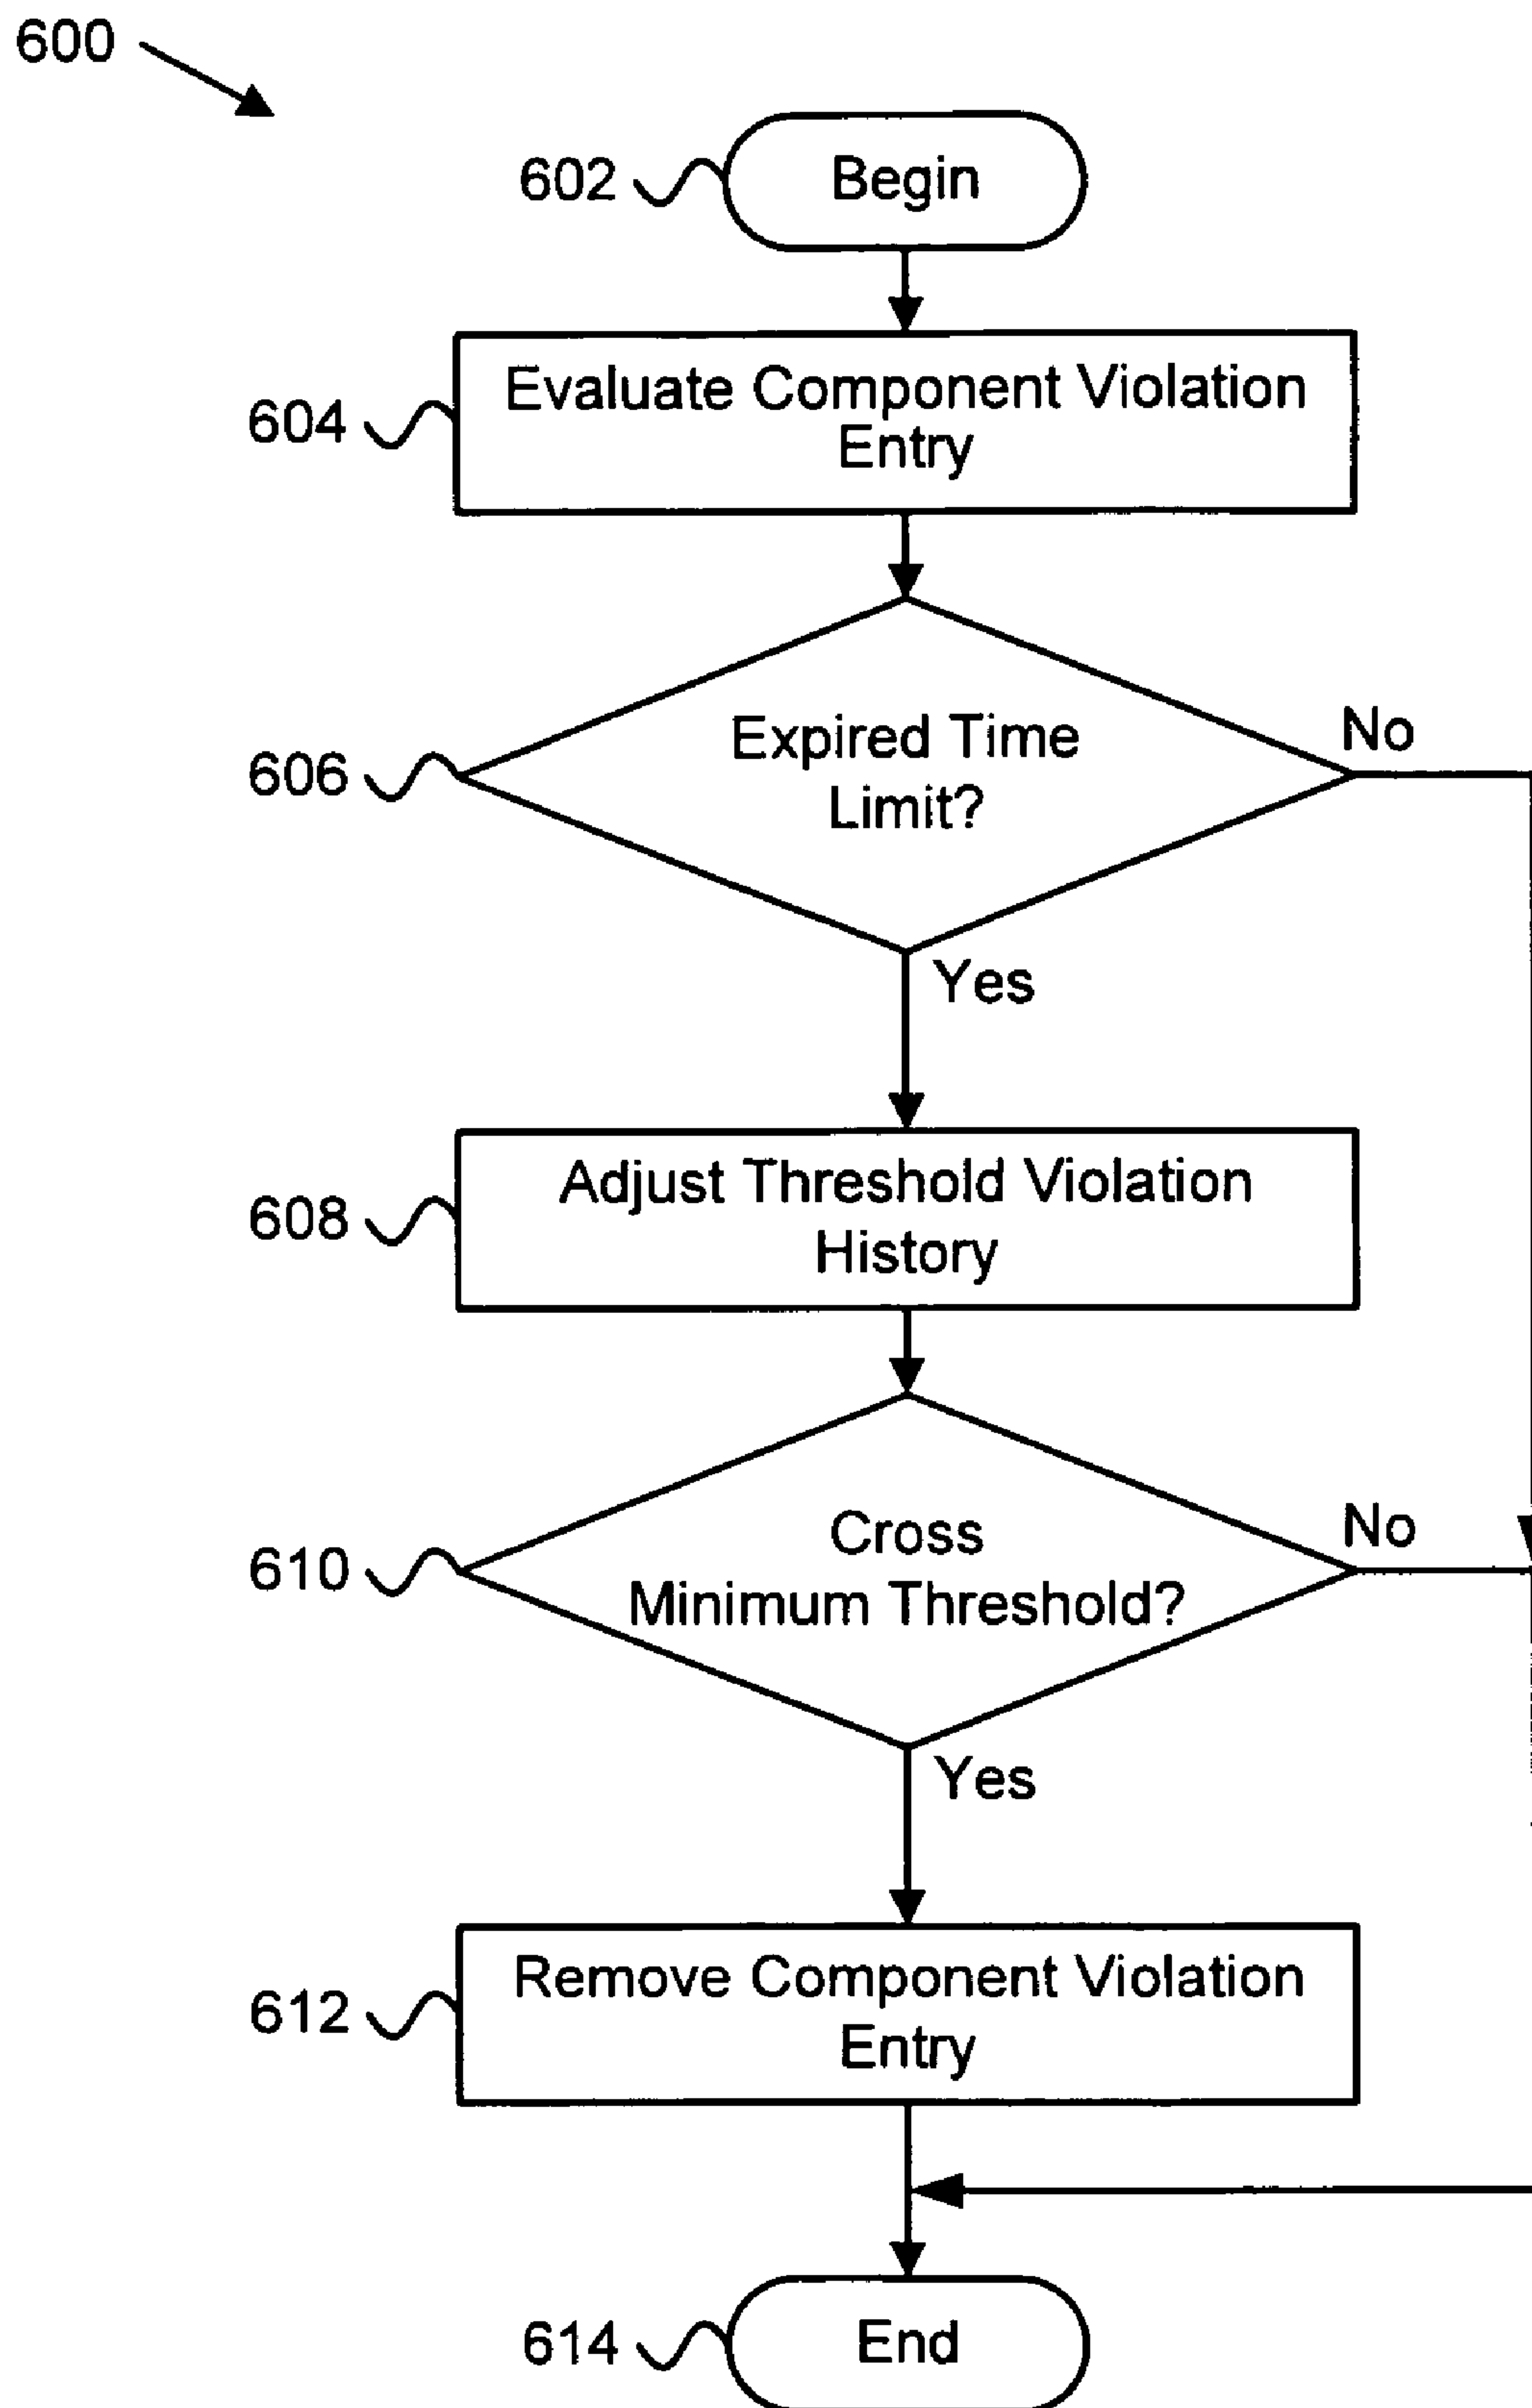 600
602
Begin
604
Evaluate Component Violation
Entry
606
Expired Time
Limit?
No
Yes
608
Adjust Threshold Violation
History
610
Cross
Minimum Threshold?
No
Yes
612
Remove Component Violation
Entry
614
End